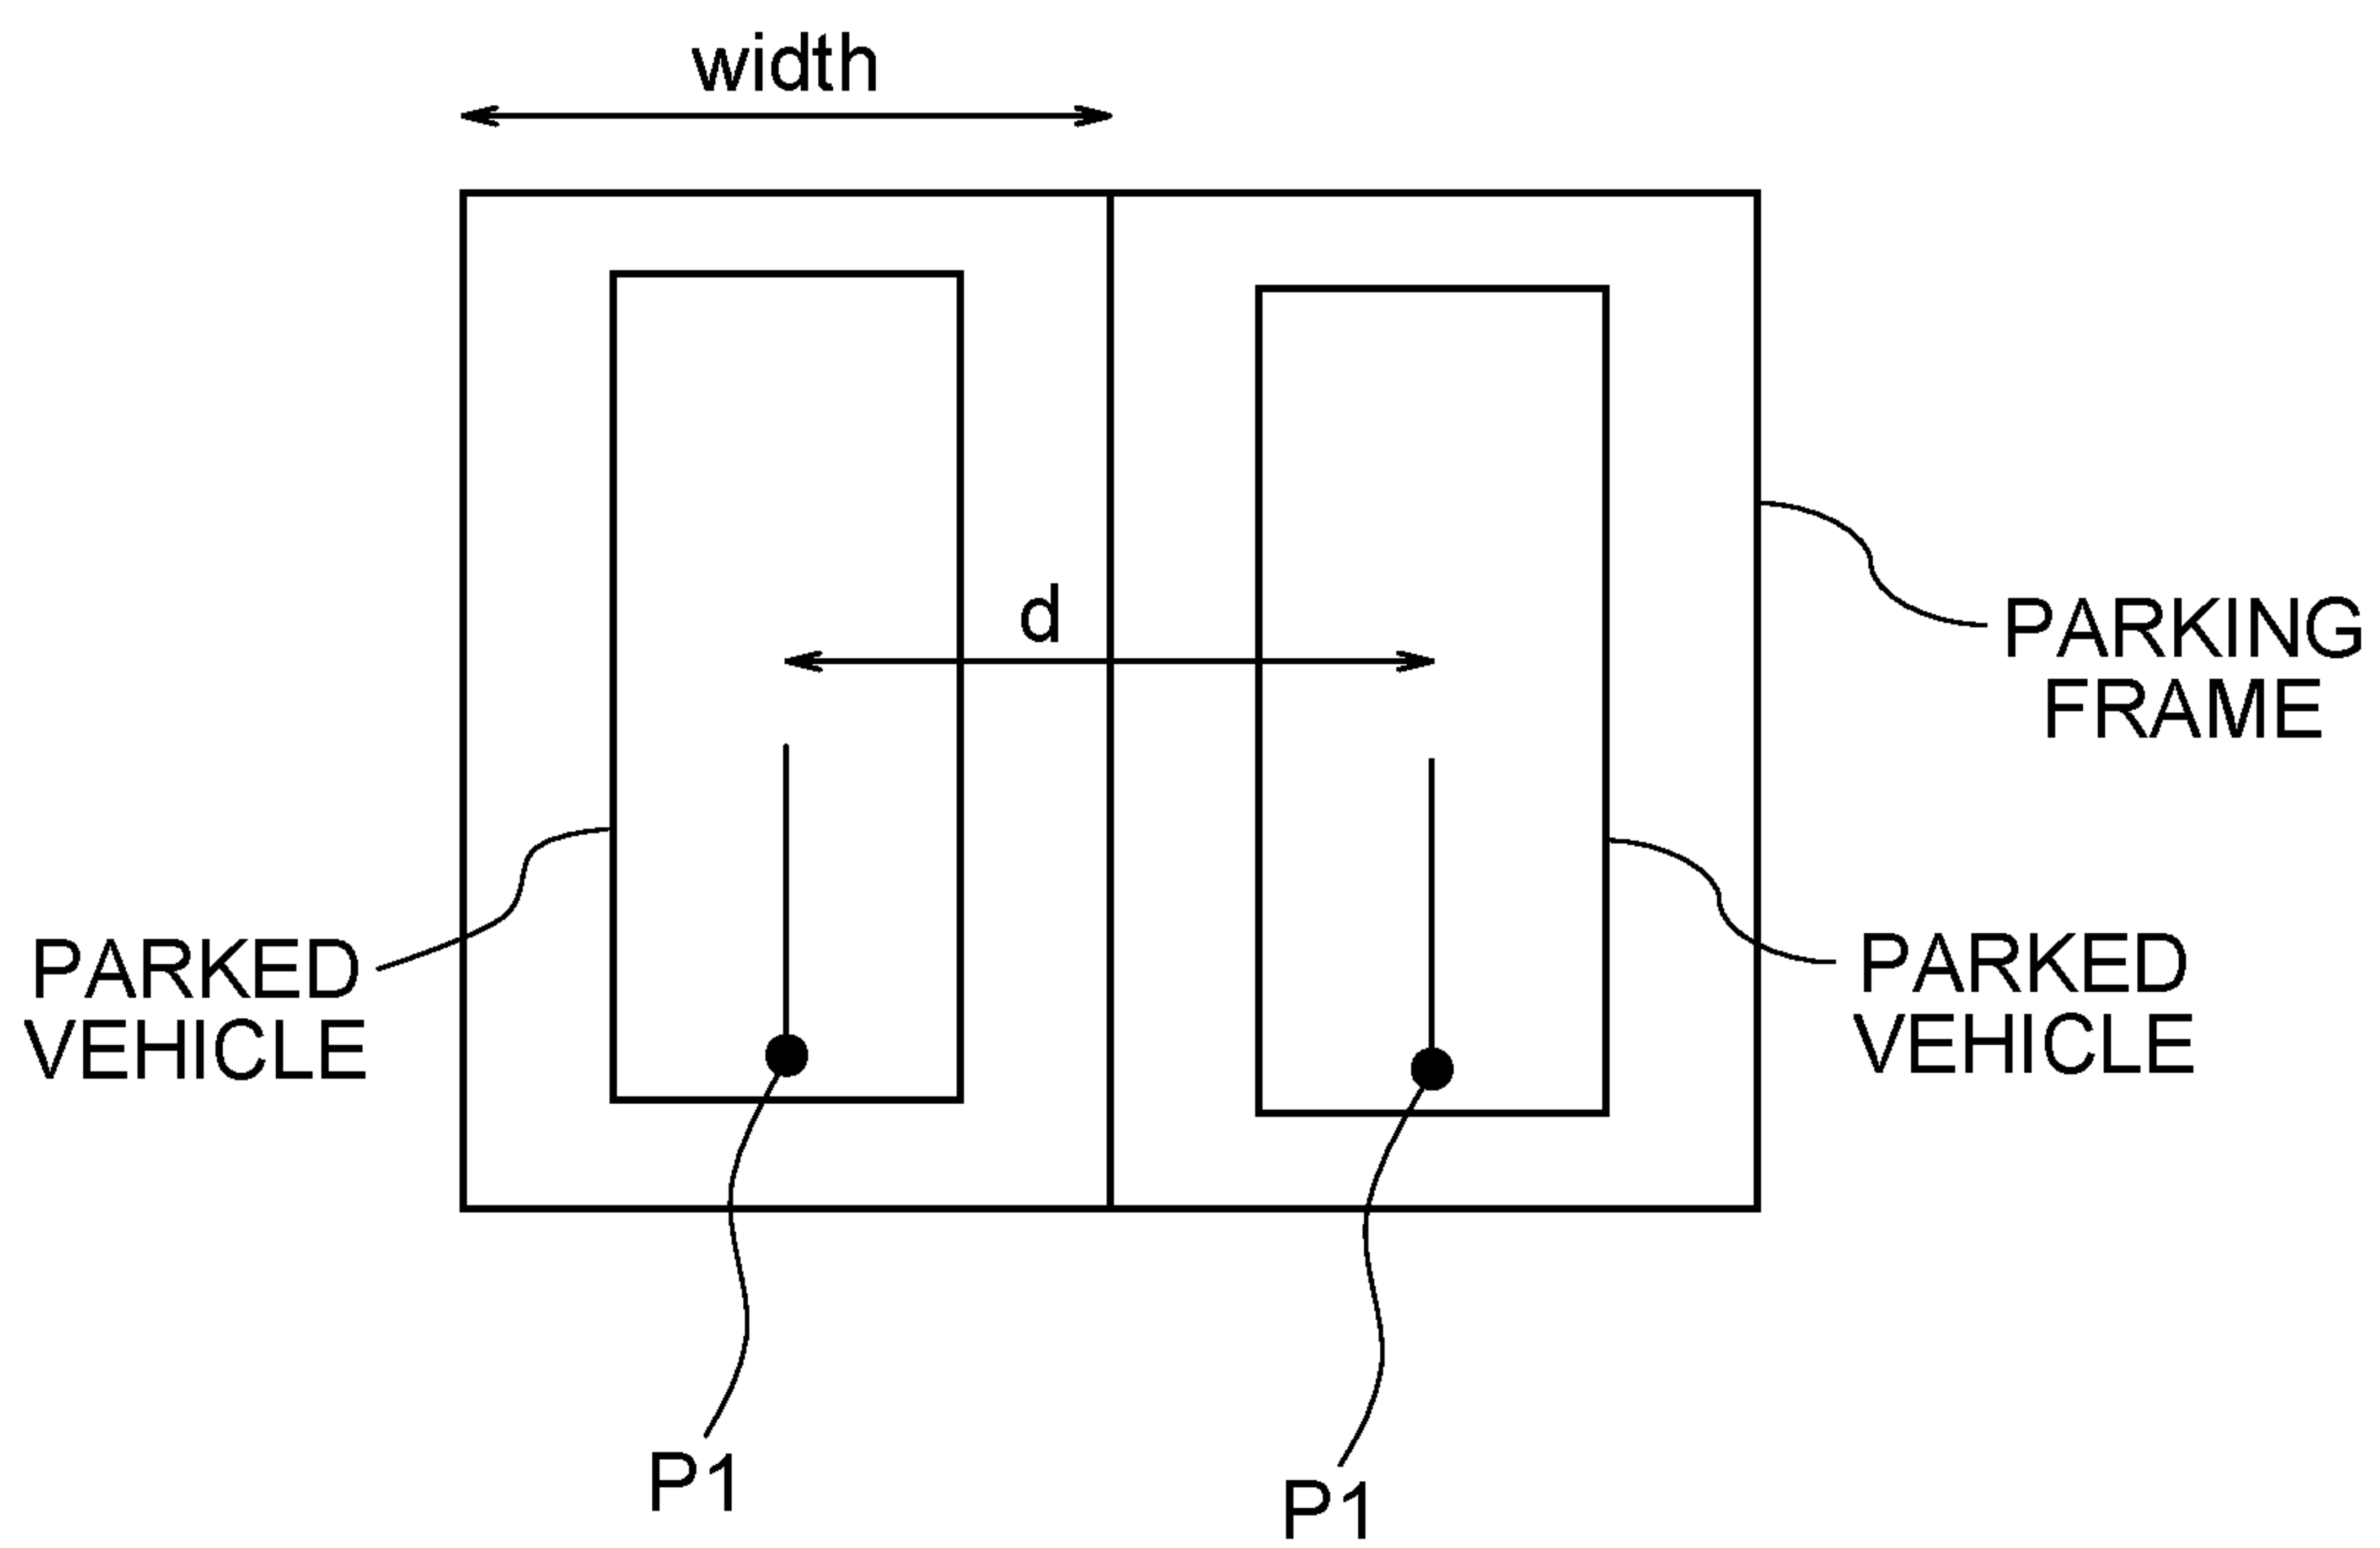 width
d
PARKING
FRAME
PARKED
VEHICLE
PARKED
VEHICLE
P1
P1